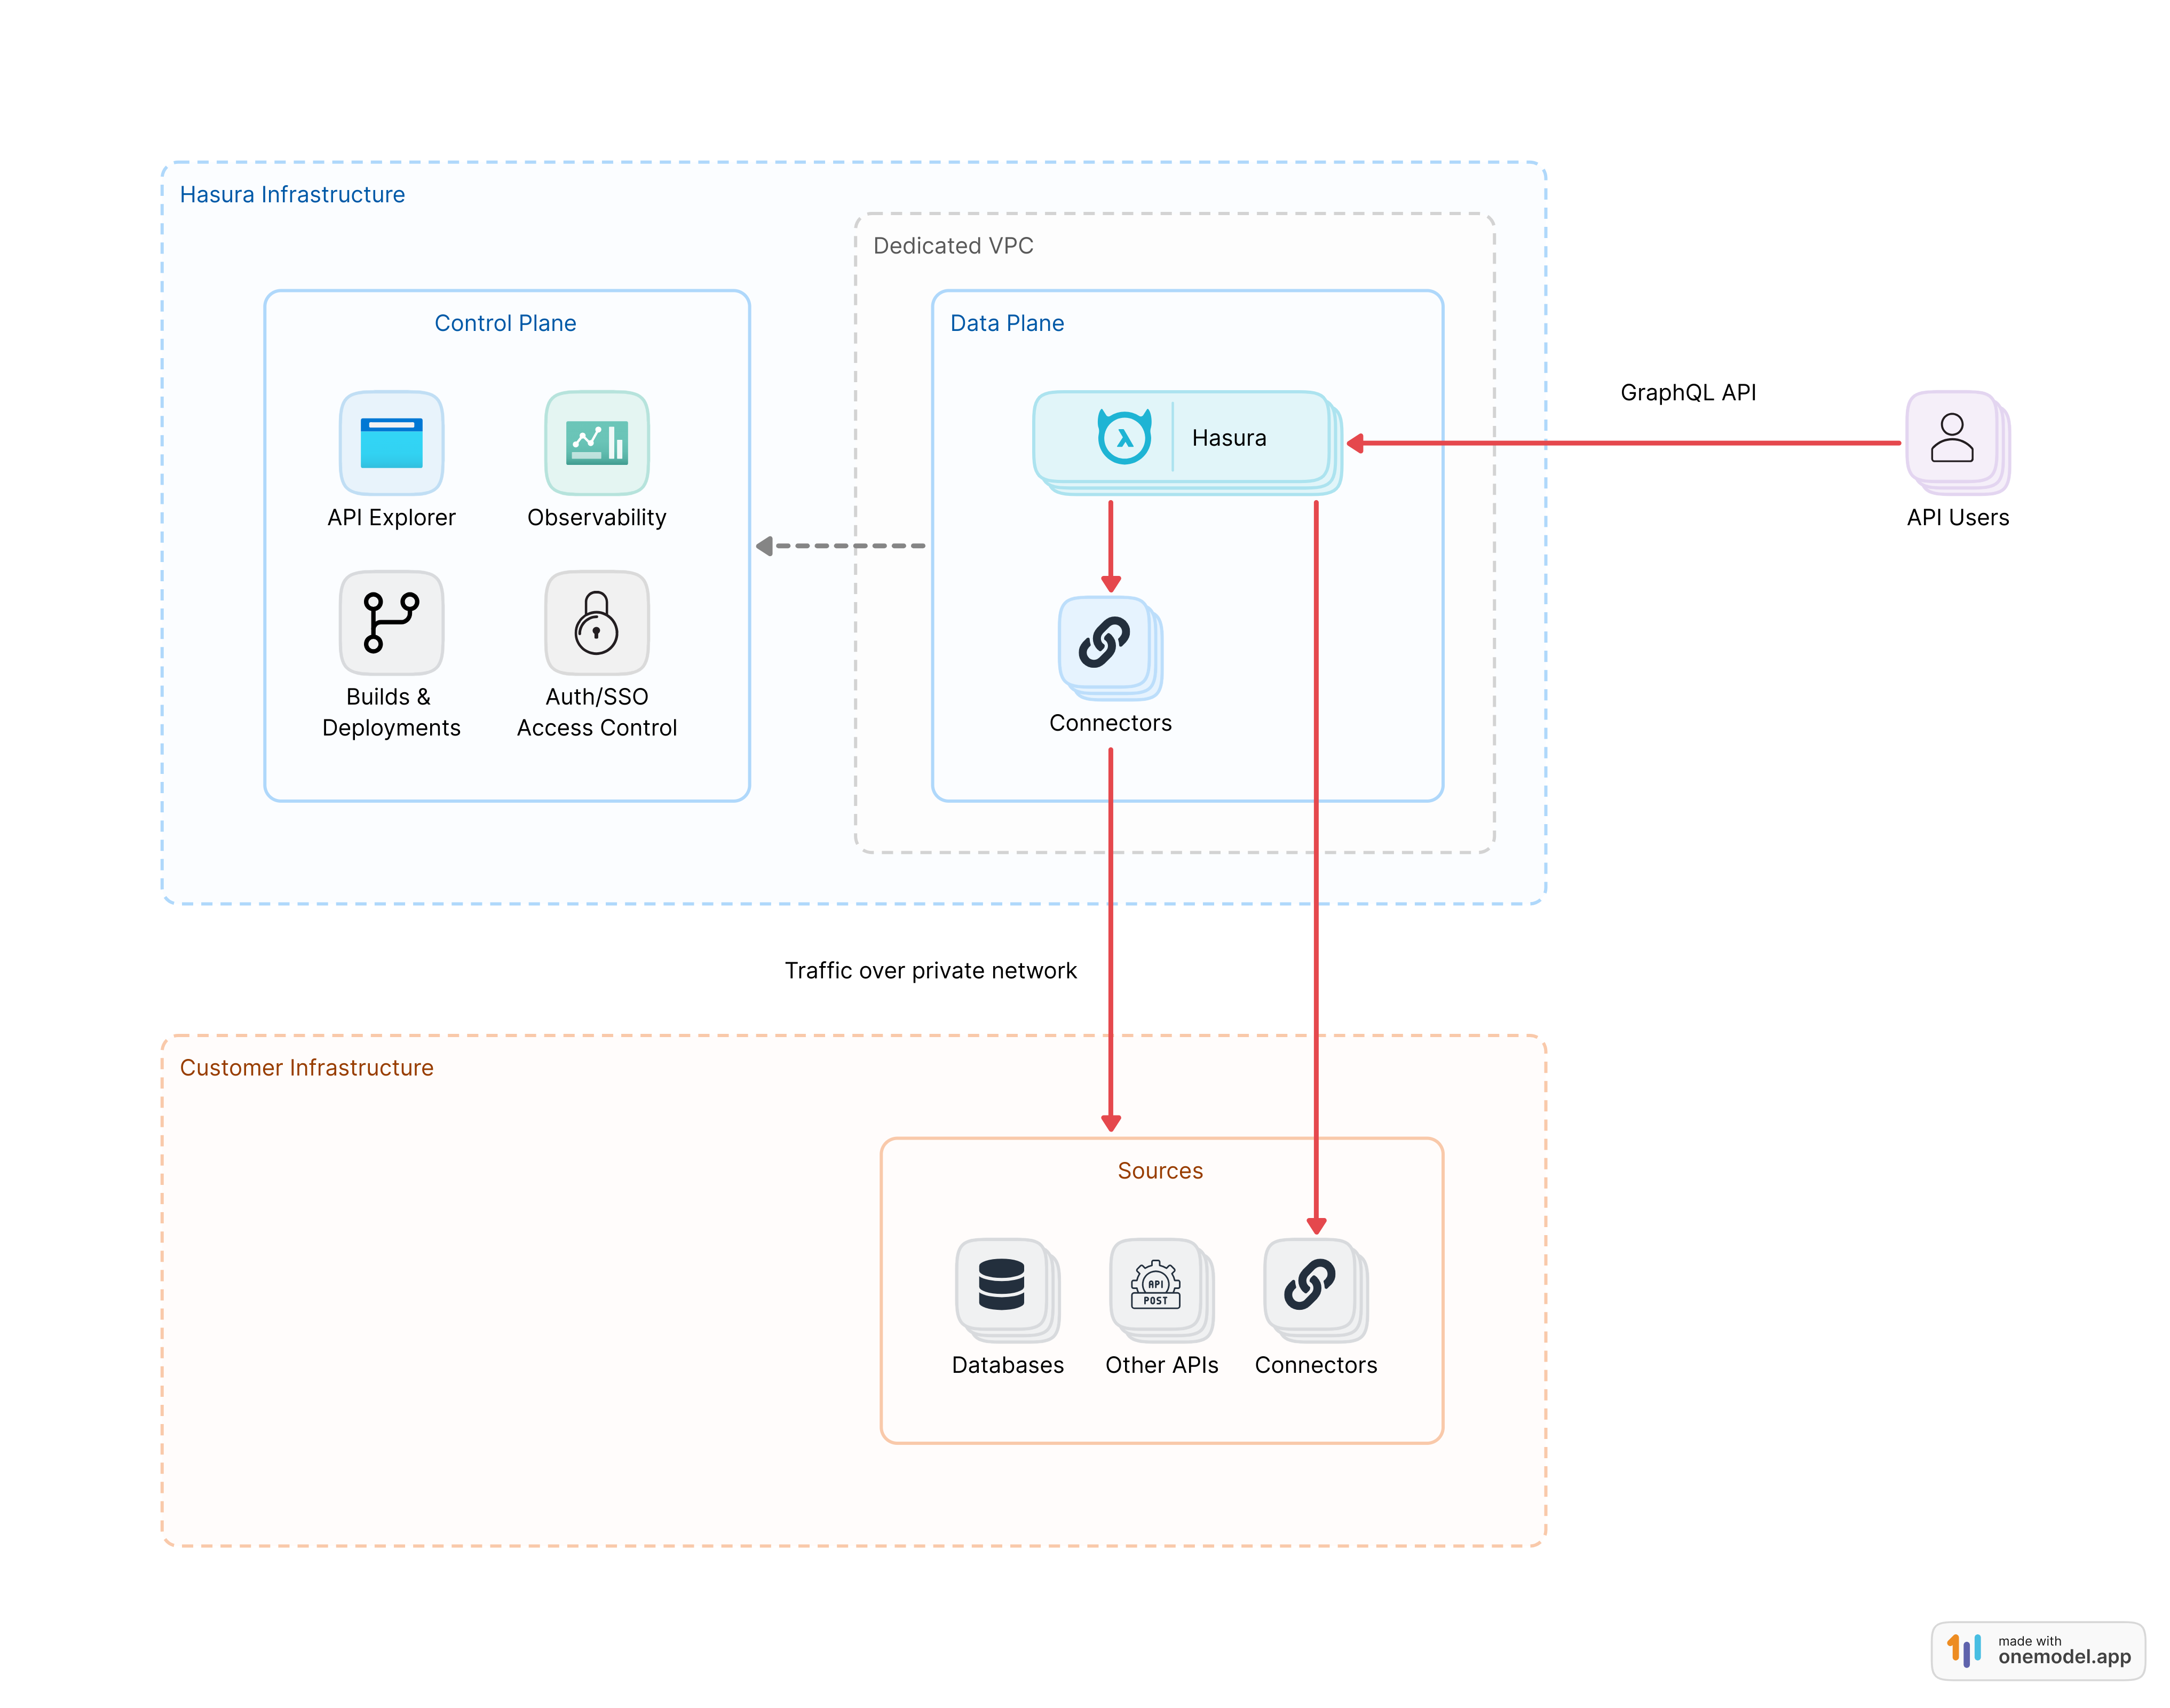 Hasura Infrastructure
Dedicated VPC
Control Plane
Data Plane
GraphQL API
Hasura
API Explorer
Observability
API Users
Builds &
Deployments
Auth/SSO
Access Control
Connectors
Traffic over private network
Customer Infrastructure
Sources
API
POST
Databases
Other APIs
Connectors
made with
onemodel.app